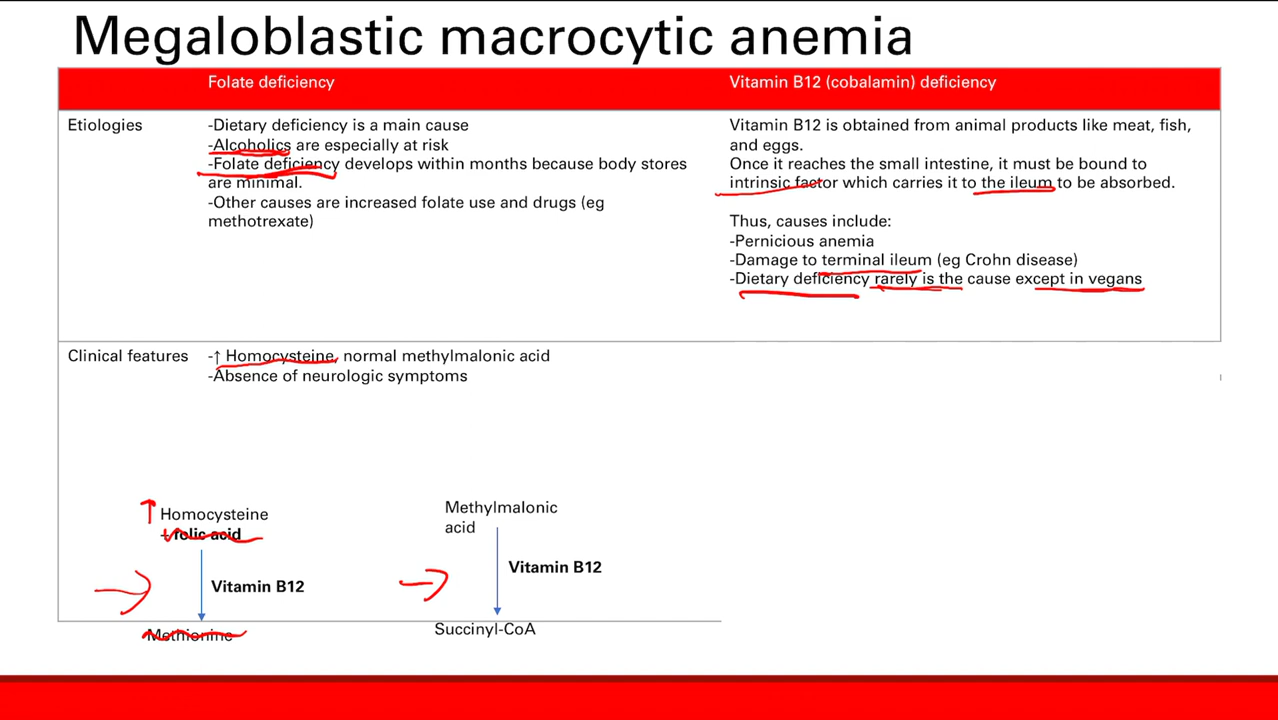 Megaloblastic macrocytic anemia
Folate deficiency
Vitamin B12 (cobalamin) deficiency
Etiologies
-Dietary deficiency is a main cause
-Alcoholics are especially at risk
-Folate deficiency develops within months because body stores
are minimal.
-Other causes are increased folate use and drugs (eg
methotrexate)
Vitamin B12 is obtained from animal products like meat, fish,
and eggs.
Once it reaches the small intestine, it must be bound to
intrinsic factor which carries it to the ileum to be absorbed.
Thus, causes include:
-Pernicious anemia
-Damage to terminal ileum (eg Crohn disease)
-Dietary deficiency rarely is the cause except in vegans
Clinical features
-↑ Homocysteine, normal methylmalonic acid
-Absence of neurologic symptoms
↑ Homocysteine
+ folic acid
Vitamin B12
Methionine
Methylmalonic
acid
Vitamin B12
Succinyl-CoA